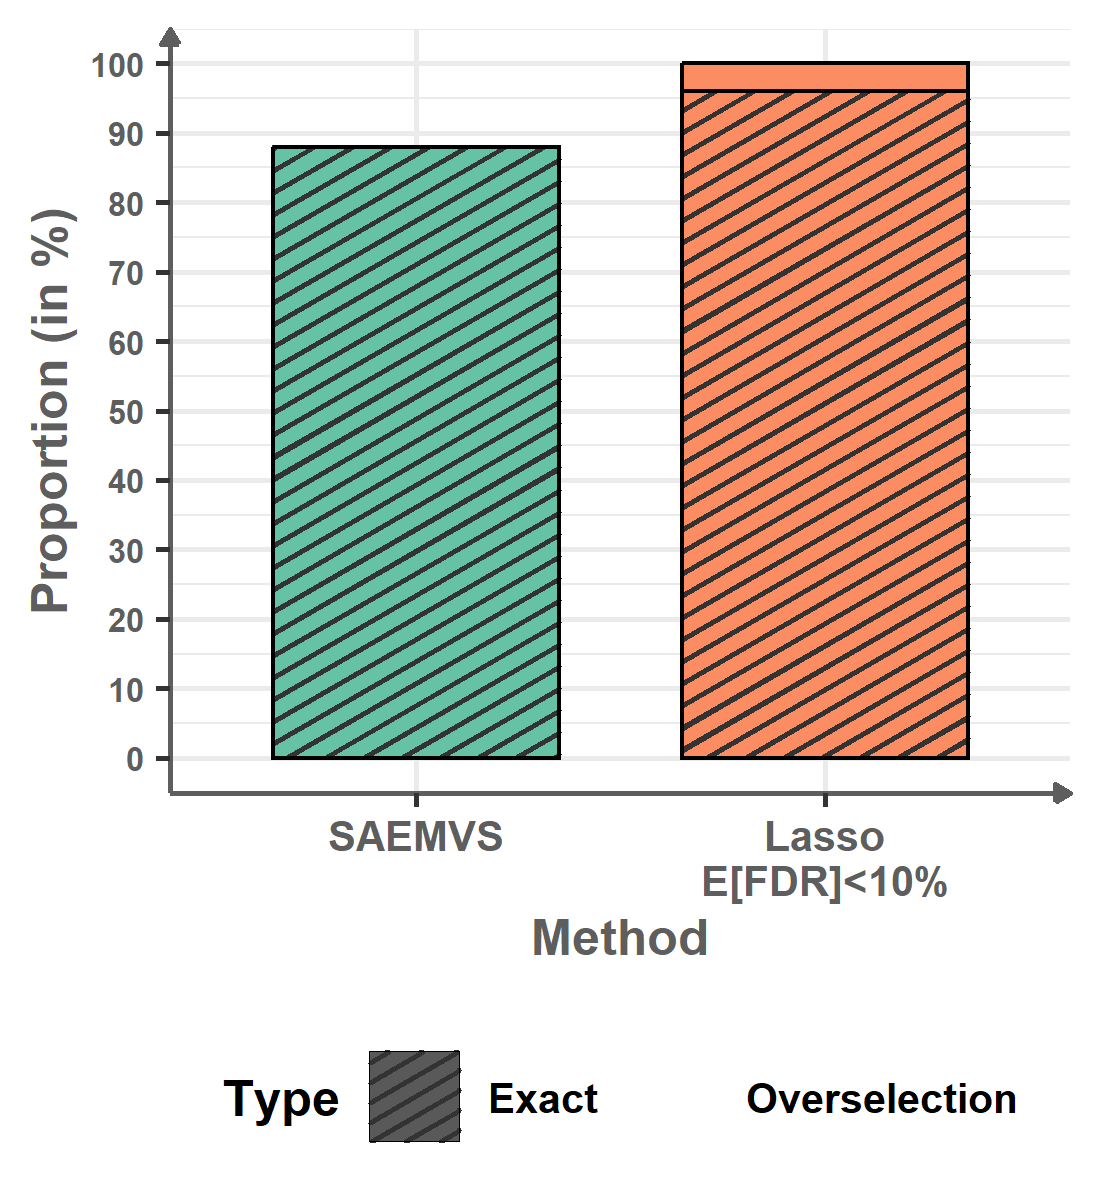 Proportion (in %)
100
90
80
70
60
50
40
30
20
10
0
SAEMVS
Lasso
E[FDR]<10%
Method
Type
Exact
Overselection